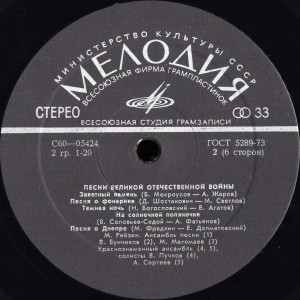 МИНИСТЕРСТВО КУЛЬТУРЫ СССР
МЕЛОДИЯ
ВСЕСОЮЗНАЯ ФИРМА ГРАМПЛАСТИНОК
СТЕРЕО
33
ВСЕСОЮЗНАЯ СТУДИЯ ГРАМЗАПИСИ
С60—05424
ГОСТ 5289-73
2 гр. 1-20
2 (6 сторон)
ПЕСНИ ВЕЛИКОЙ ОТЕЧЕСТВЕННОЙ ВОЙНЫ
Заветный камень (Б. Мокроусов — А. Жаров)
Песня о фонарике (Д. Шостакович — М. Светлов)
Темная ночь (Н. Богословский — В. Агатов)
На солнечной поляночке
(В. Соловьев-Седой — А. Фатьянов)
Песня о Днепре (М. Фрадкин — Е. Долматовский)
М. Рейзен. Ансамбль песни (1)
В. Бунчиков (2), М. Магомаев (3)
Краснознаменный ансамбль (4, 5),
солисты В. Пучков (4)
А. Сергеев (5)